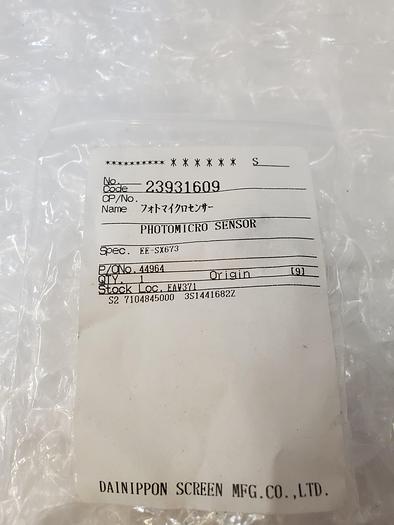 ********** ****** S
No.
Code 23931609
CP/No.
Name フォトマイクロセンサー
PHOTOMICRO SENSOR
Spec. EE-SX673
P/ONo. 44964
QTY. 1 Origin [9]
Stock Loc. EAW371
S2 7104845000 3S1441682Z
DAINIPPON SCREEN MFG.CO.,LTD.